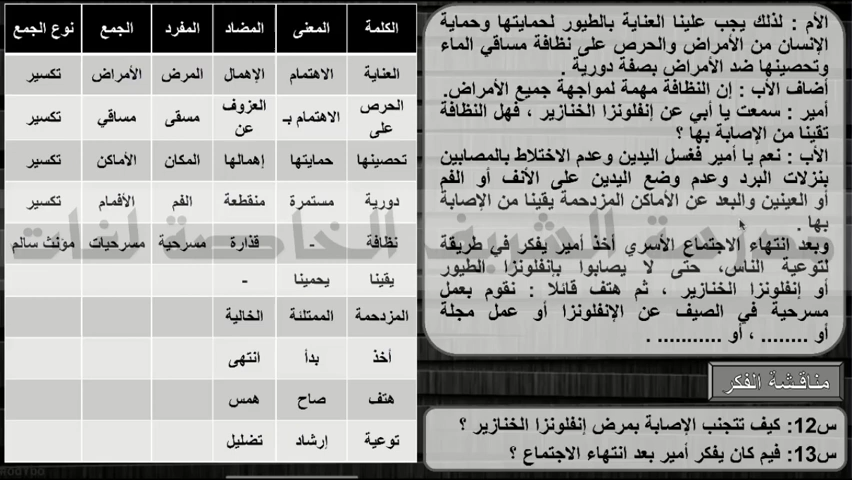 الأم : لذلك يجب علينا العناية بالطيور لحمايتها وحماية
الإنسان من الأمراض والحرص على نظافة مساقي الماء
وتحصينها ضد الأمراض بصفة دورية .
أضاف الأب : إن النظافة مهمة لمواجهة جميع الأمراض.
أمير : سمعت يا أبي عن إنفلونزا الخنازير ، فهل النظافة
تقينا من الإصابة بها ؟
الأب : نعم يا أمير فغسل اليدين وعدم الاختلاط بالمصابين
بنزلات البرد وعدم وضع اليدين على الأنف أو الفم
أو العينين والبعد عن الأماكن المزدحمة يقينا من الإصابة
بها .
وبعد انتهاء الاجتماع الأسري أخذ أمير يفكر في طريقة
لتوعية الناس، حتى لا يصابوا بإنفلونزا الطيور
أو إنفلونزا الخنازير ، ثم هتف قائلا : نقوم بعمل
مسرحية في الصيف عن الإنفلونزا أو عمل مجلة
أو ........ ، أو ........... .
مناقشة الفكر
س12: كيف تتجنب الإصابة بمرض إنفلونزا الخنازير ؟
س13: فيم كان يفكر أمير بعد انتهاء الاجتماع ؟
الكلمة المعنى المضاد المفرد الجمع نوع الجمع
العناية الاهتمام الإهمال المرض الأمراض تكسير
الحرص على الاهتمام بـ العزوف عن مسقى مساقي تكسير
تحصينها حمايتها إهمالها المكان الأماكن تكسير
دورية مستمرة منقطعة الفم الأفمام تكسير
نظافة - قذارة مسرحية مسرحيات مؤنث سالم
يقينا يحمينا -
المزدحمة الممتلئة الخالية
أخذ بدأ انتهى
هتف صاح همس
توعية إرشاد تضليل